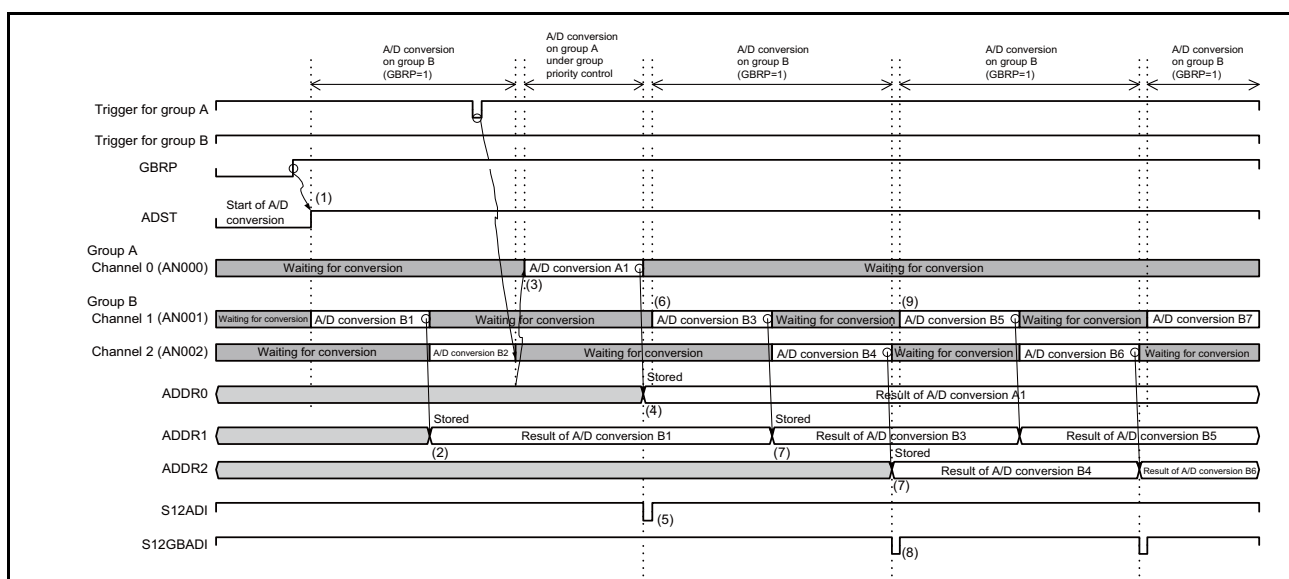 A/D conversion
on group B
(GBRP=1)
A/D conversion
on group A
under group
priority control
A/D conversion
on group B
(GBRP=1)
A/D conversion
on group B
(GBRP=1)
A/D conversion
on group B
(GBRP=1)
Trigger for group A
Trigger for group B
GBRP
(1)
ADST
Start of A/D
conversion
Group A
Channel 0 (AN000)
Waiting for conversion
A/D conversion A1
Waiting for conversion
(3)
Group B
(6)
(9)
Channel 1 (AN001)
Waiting for conversion
A/D conversion B1
Waiting for conversion
A/D conversion B3
Waiting for conversion
A/D conversion B5
Waiting for conversion
A/D conversion B7
Channel 2 (AN002)
Waiting for conversion
A/D conversion B2
Waiting for conversion
A/D conversion B4
Waiting for conversion
A/D conversion B6
Waiting for conversion
Stored
ADDR0
Result of A/D conversion A1
(4)
Stored
Stored
ADDR1
Result of A/D conversion B1
Result of A/D conversion B3
Result of A/D conversion B5
(2)
(7)
Stored
ADDR2
Result of A/D conversion B4
Result of A/D conversion B6
(7)
S12ADI
(5)
S12GBADI
(8)